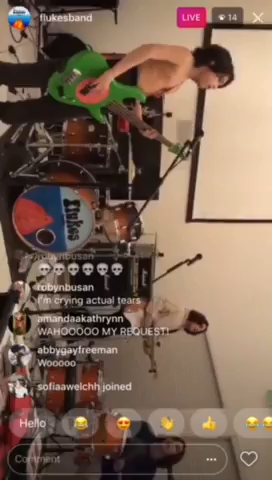 flukesband
LIVE
14
robynbusan
💀💀💀💀💀💀
robynbusan
I'm crying actual tears
amandaakathrynn
WAHOOOOO MY REQUEST!
abbygayfreeman
Wooooo
sofiaawelchh joined
Hello
Comment
flukes
Marshall